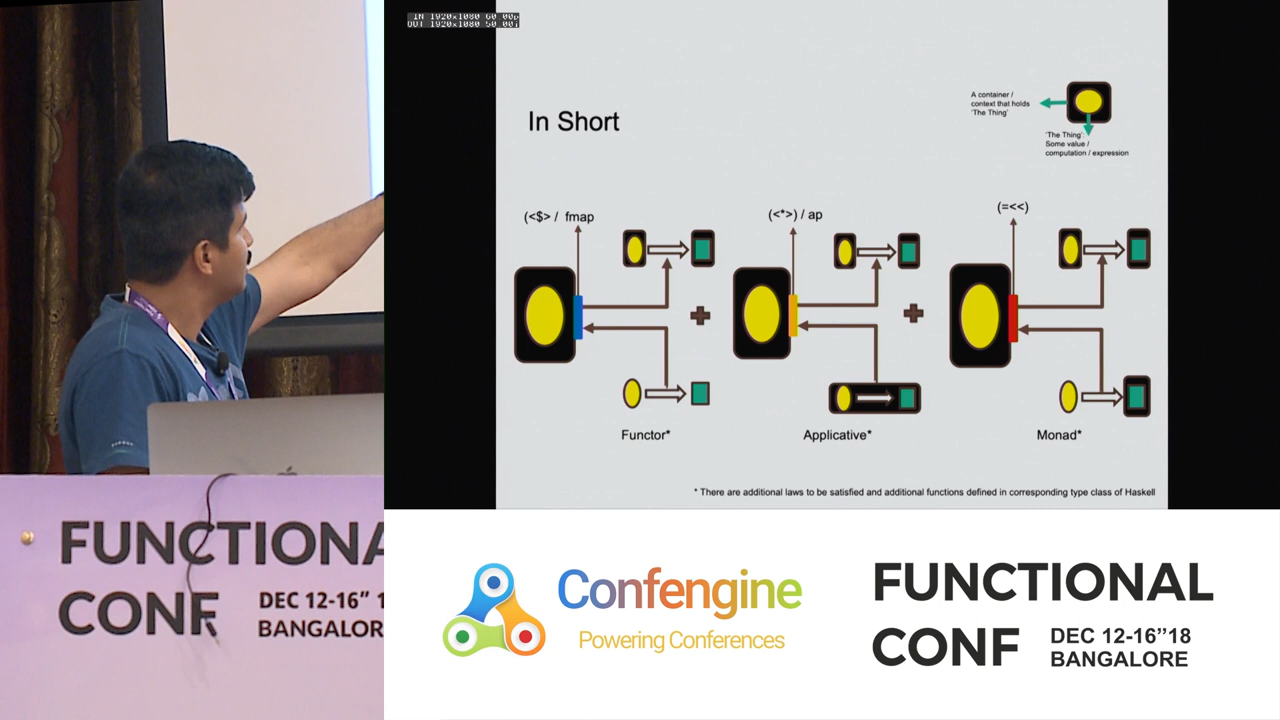 IN 1920x1080 60.00p
OUT 1920x1080 50.00i
In Short
A container /
context that holds
'The Thing'
'The Thing'
Some value /
computation / expression
(<$> / fmap
(<*>) / ap
(=<<)
Functor*
Applicative*
Monad*
* There are additional laws to be satisfied and additional functions defined in corresponding type class of Haskell
FUNCTIONA
CONF
DEC 12-16" 1
BANGALOR
Confengine
Powering Conferences
FUNCTIONAL
CONF
DEC 12-16”18
BANGALORE